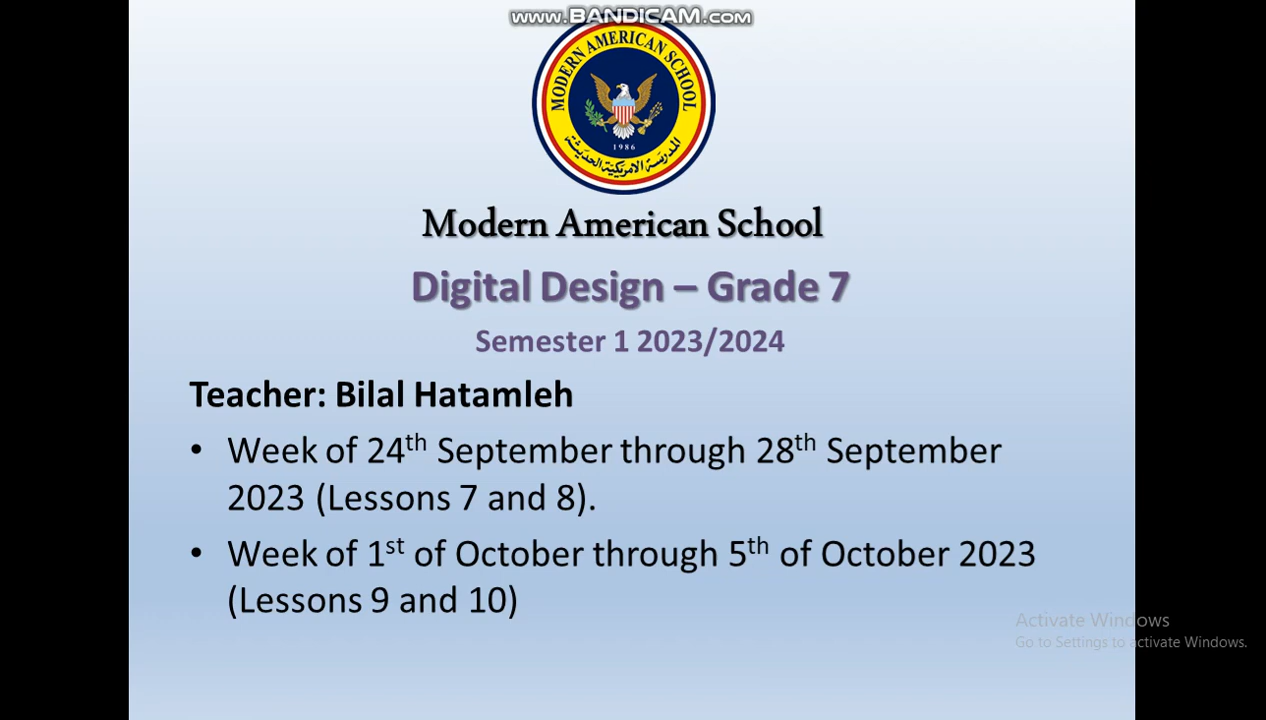 www.BANDICAM.com
MODERN AMERICAN SCHOOL
1986
المدرسة الامريكية الحديثة
Modern American School
Digital Design – Grade 7
Semester 1 2023/2024
Teacher: Bilal Hatamleh
• Week of 24th September through 28th September
2023 (Lessons 7 and 8).
• Week of 1st of October through 5th of October 2023
(Lessons 9 and 10)
Activate Windows
Go to Settings to activate Windows.